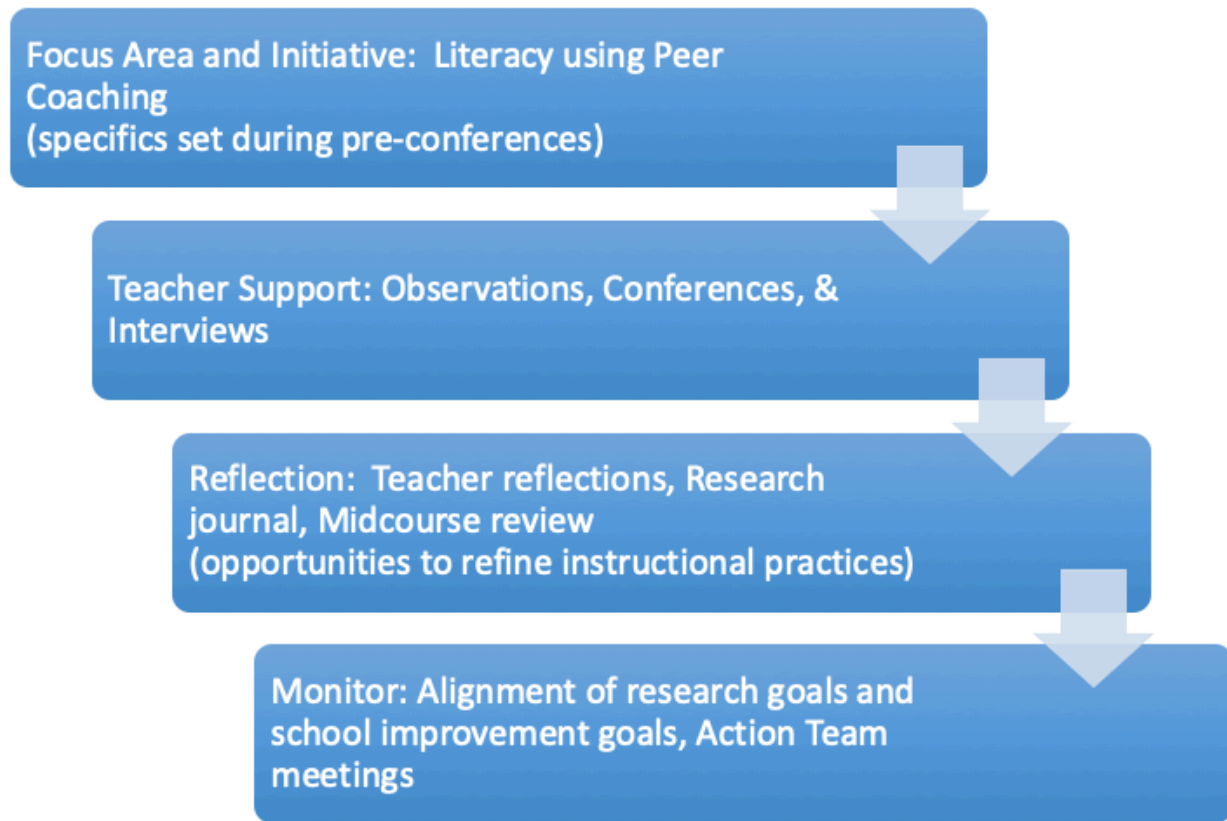 Focus Area and Initiative:  Literacy using Peer
Coaching
(specifics set during pre-conferences)
Teacher Support: Observations, Conferences, &
Interviews
Reflection:  Teacher reflections, Research
journal, Midcourse review
(opportunities to refine instructional practices)
Monitor: Alignment of research goals and
school improvement goals, Action Team
meetings